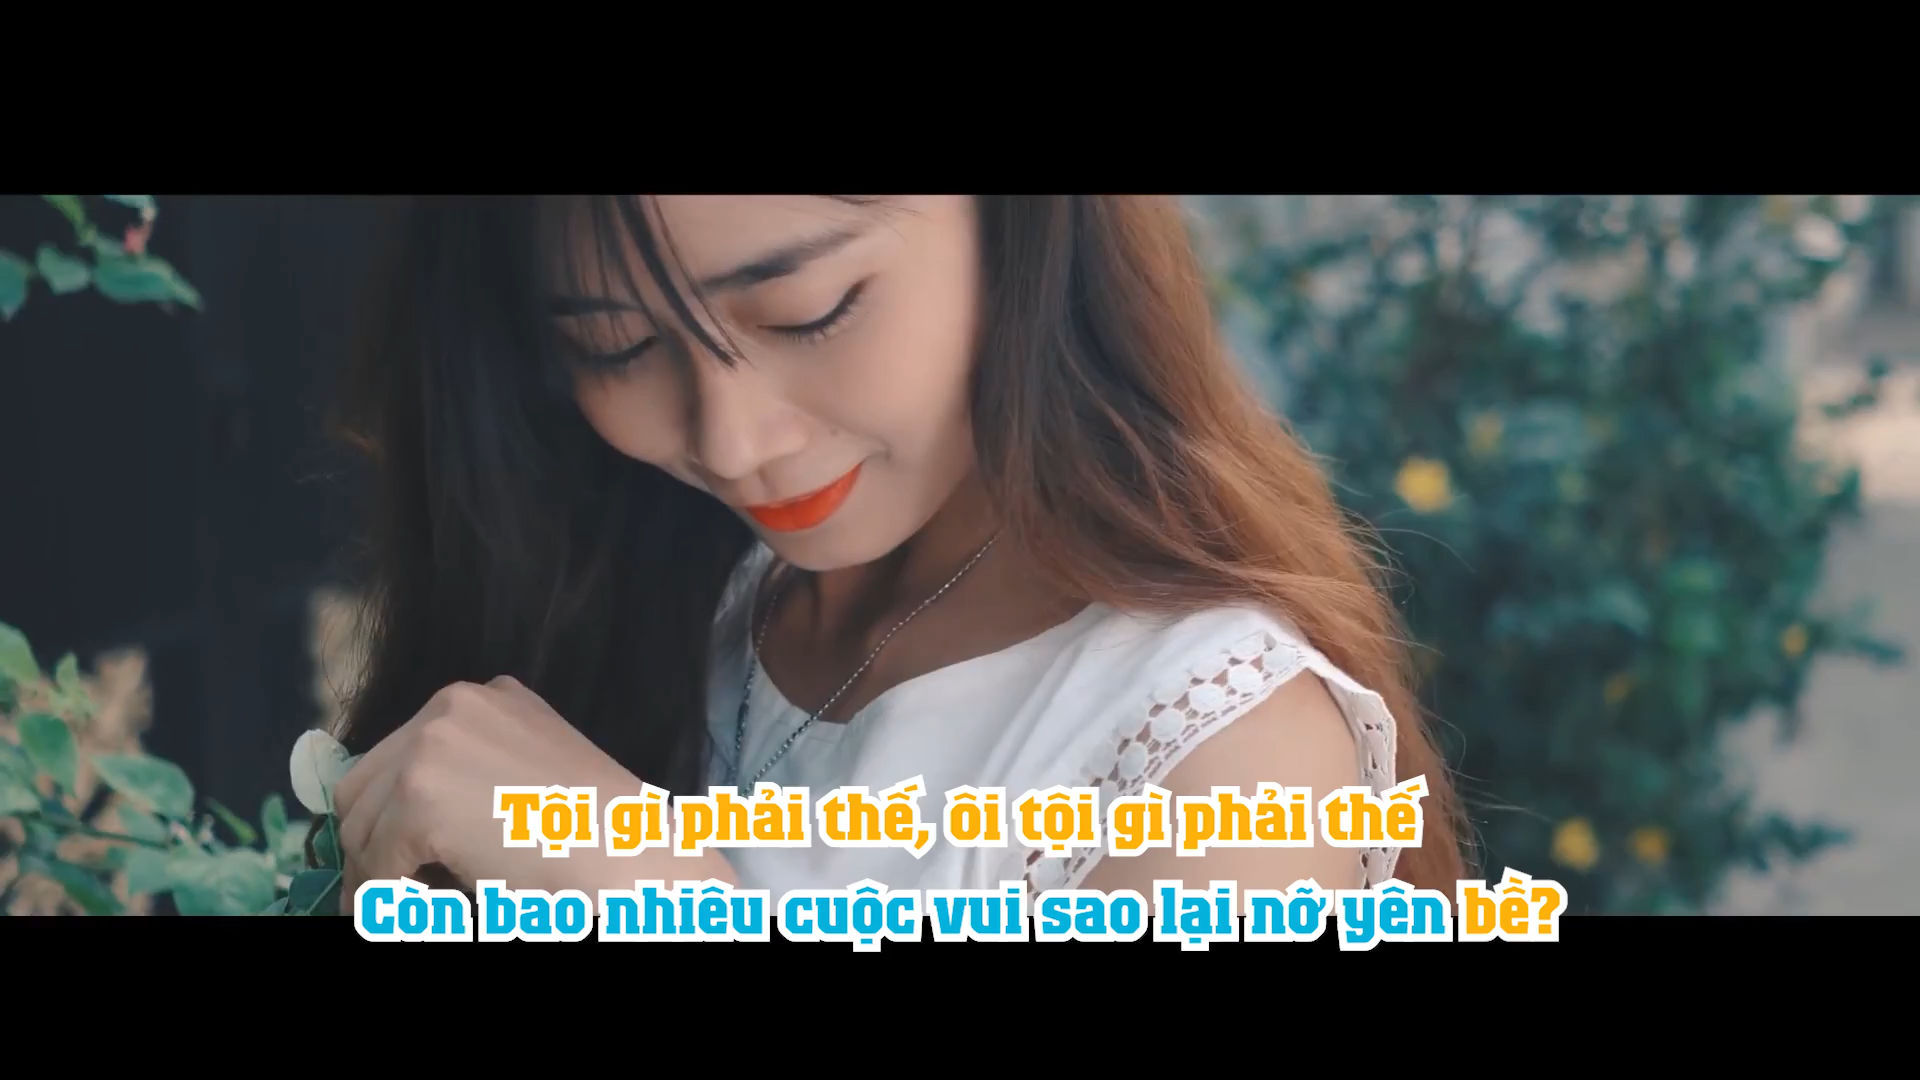 Tội gì phải thế, ôi tội gì phải thế
Còn bao nhiêu cuộc vui sao lại nỡ yên bề?